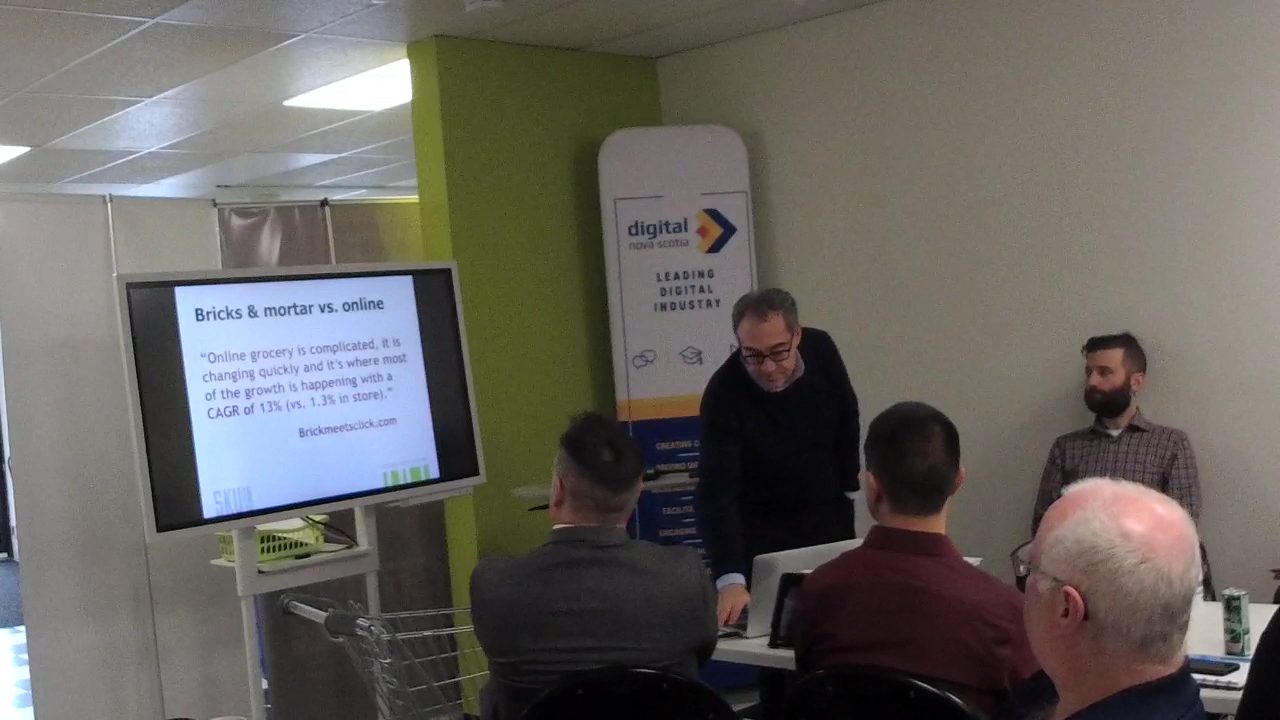 Bricks & mortar vs. online
“Online grocery is complicated, it is
changing quickly and it's where most
of the growth is happening with a
CAGR of 13% (vs. 1.3% in store).”
Brickmeetsclick.com
digital
nova scotia
LEADING
DIGITAL
INDUSTRY
CREATING